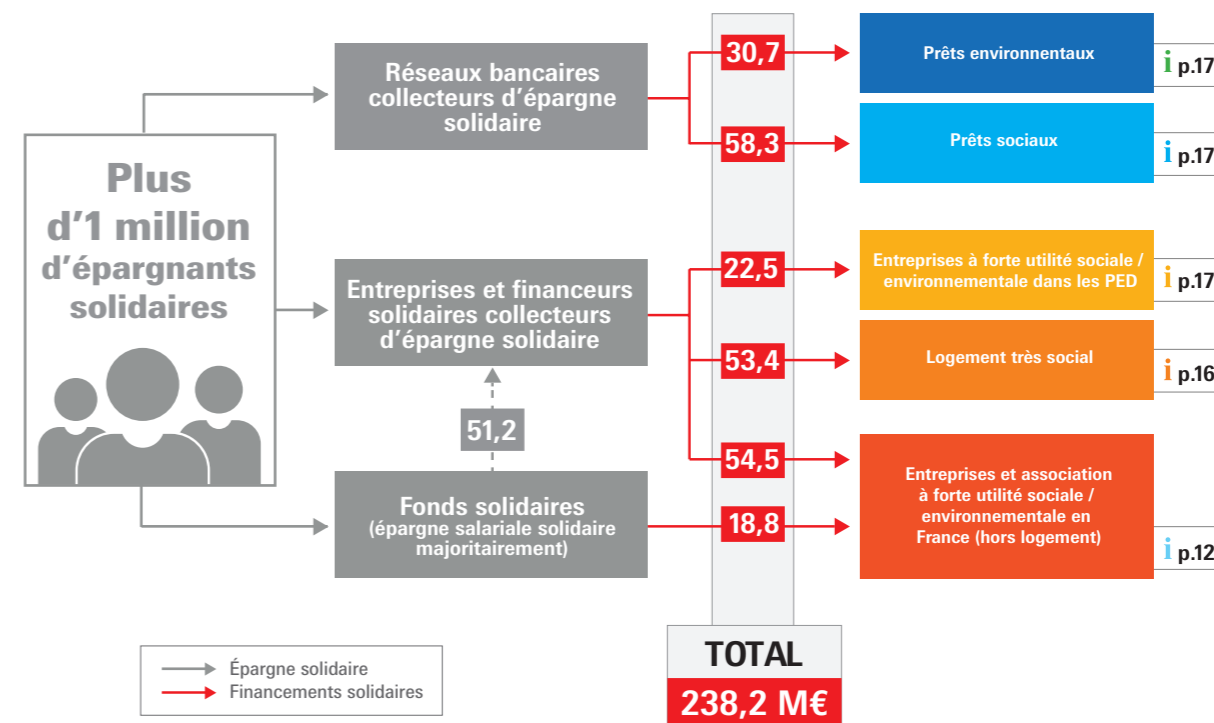 Plus
d'1 million
d'épargnants
solidaires
Réseaux bancaires
collecteurs d'épargne
solidaire
Entreprises et financeurs
solidaires collecteurs
d'épargne solidaire
51,2
Fonds solidaires
(épargne salariale solidaire
majoritairement)
30,7
58,3
22,5
53,4
54,5
18,8
TOTAL
238,2 M€
Prêts environnementaux
i p.17
Prêts sociaux
i p.17
Entreprises à forte utilité sociale /
environnementale dans les PED
i p.17
Logement très social
i p.16
Entreprises et association
à forte utilité sociale /
environnementale en
France (hors logement)
i p.12
Épargne solidaire
Financements solidaires